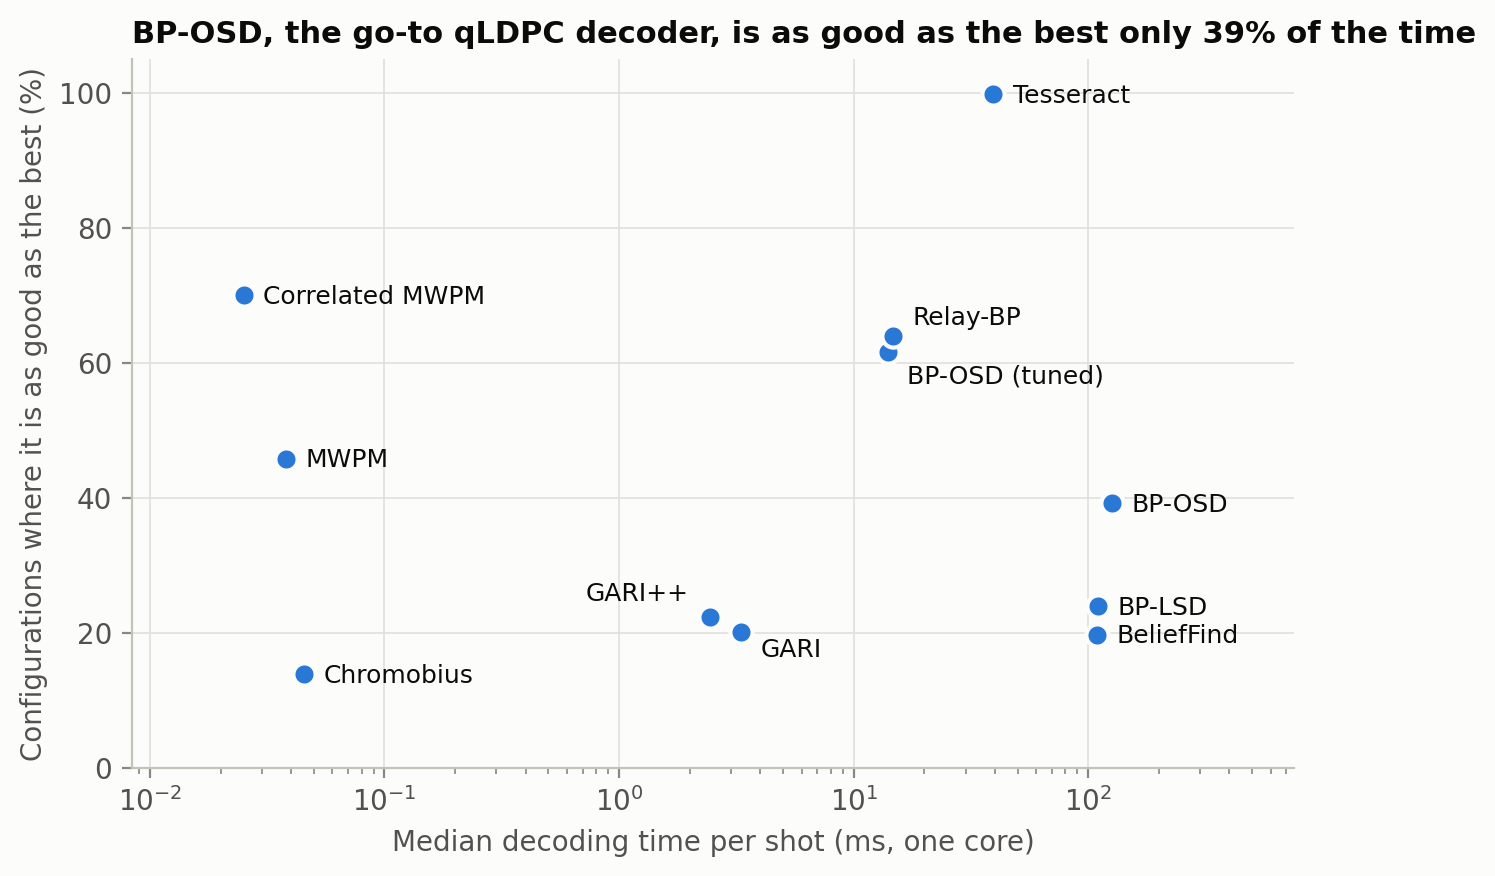 BP-OSD, the go-to qLDPC decoder, is as good as the best only 39% of the time
Configurations where it is as good as the best (%)
100
80
60
40
20
0
Tesseract
Correlated MWPM
Relay-BP
BP-OSD (tuned)
MWPM
BP-OSD
GARI++
BP-LSD
BeliefFind
GARI
Chromobius
10⁻²
10⁻¹
10⁰
10¹
10²
Median decoding time per shot (ms, one core)